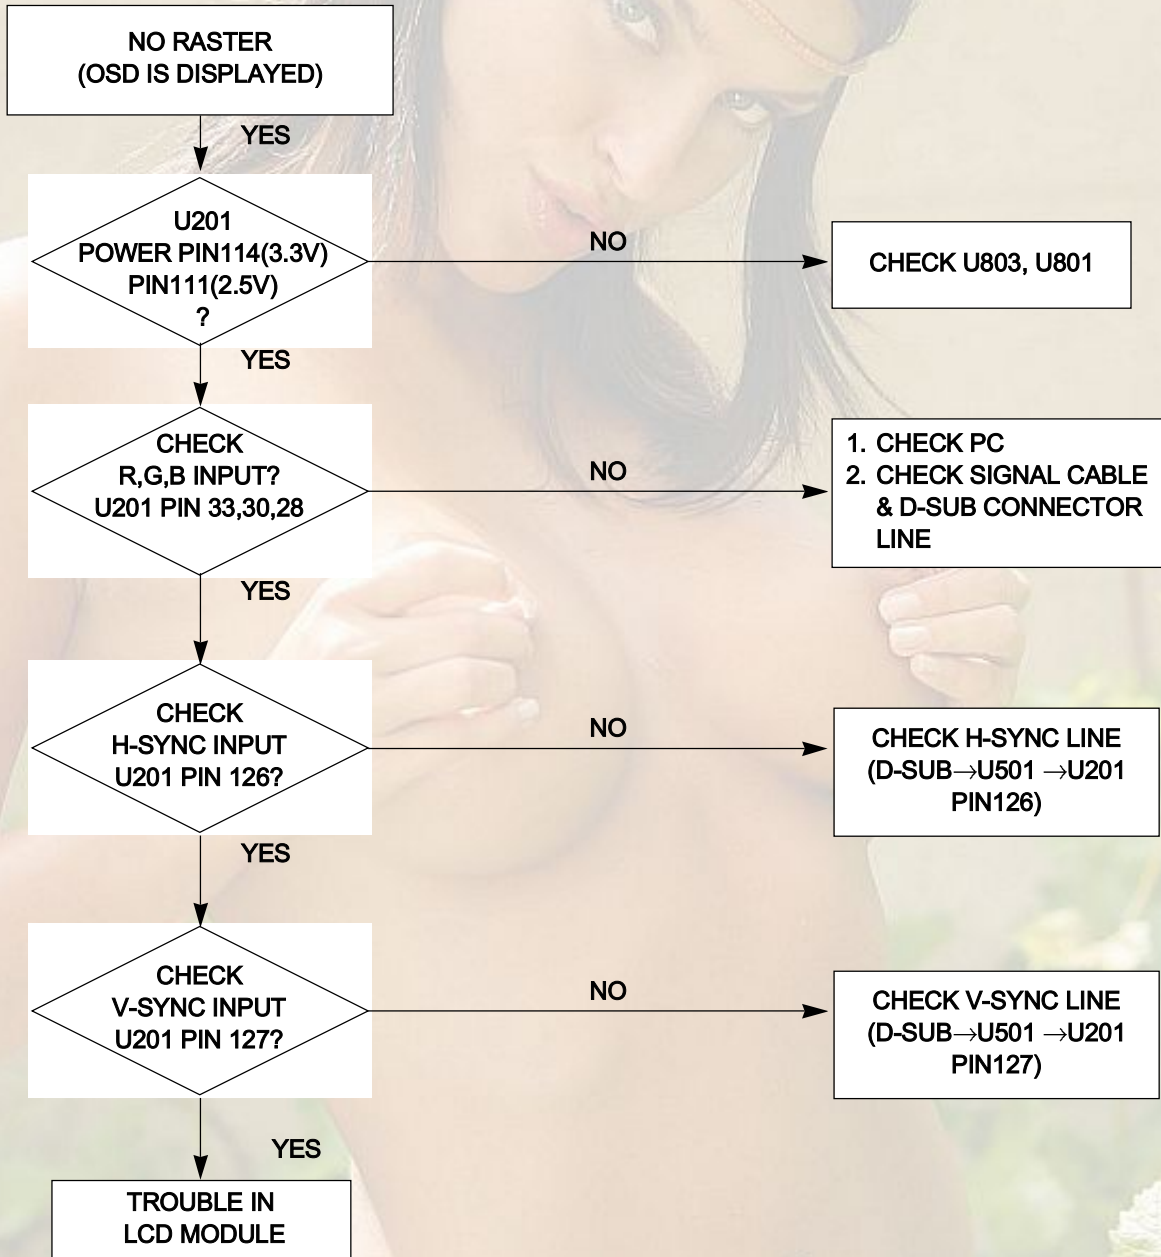 NO RASTER
(OSD IS DISPLAYED)
YES
U201
POWER PIN114(3.3V)
PIN111(2.5V)
?
NO
CHECK U803, U801
YES
CHECK
R,G,B INPUT?
U201 PIN 33,30,28
NO
1. CHECK PC
2. CHECK SIGNAL CABLE
& D-SUB CONNECTOR
LINE
YES
CHECK
H-SYNC INPUT
U201 PIN 126?
NO
CHECK H-SYNC LINE
(D-SUB→U501 →U201
PIN126)
YES
CHECK
V-SYNC INPUT
U201 PIN 127?
NO
CHECK V-SYNC LINE
(D-SUB→U501 →U201
PIN127)
YES
TROUBLE IN
LCD MODULE